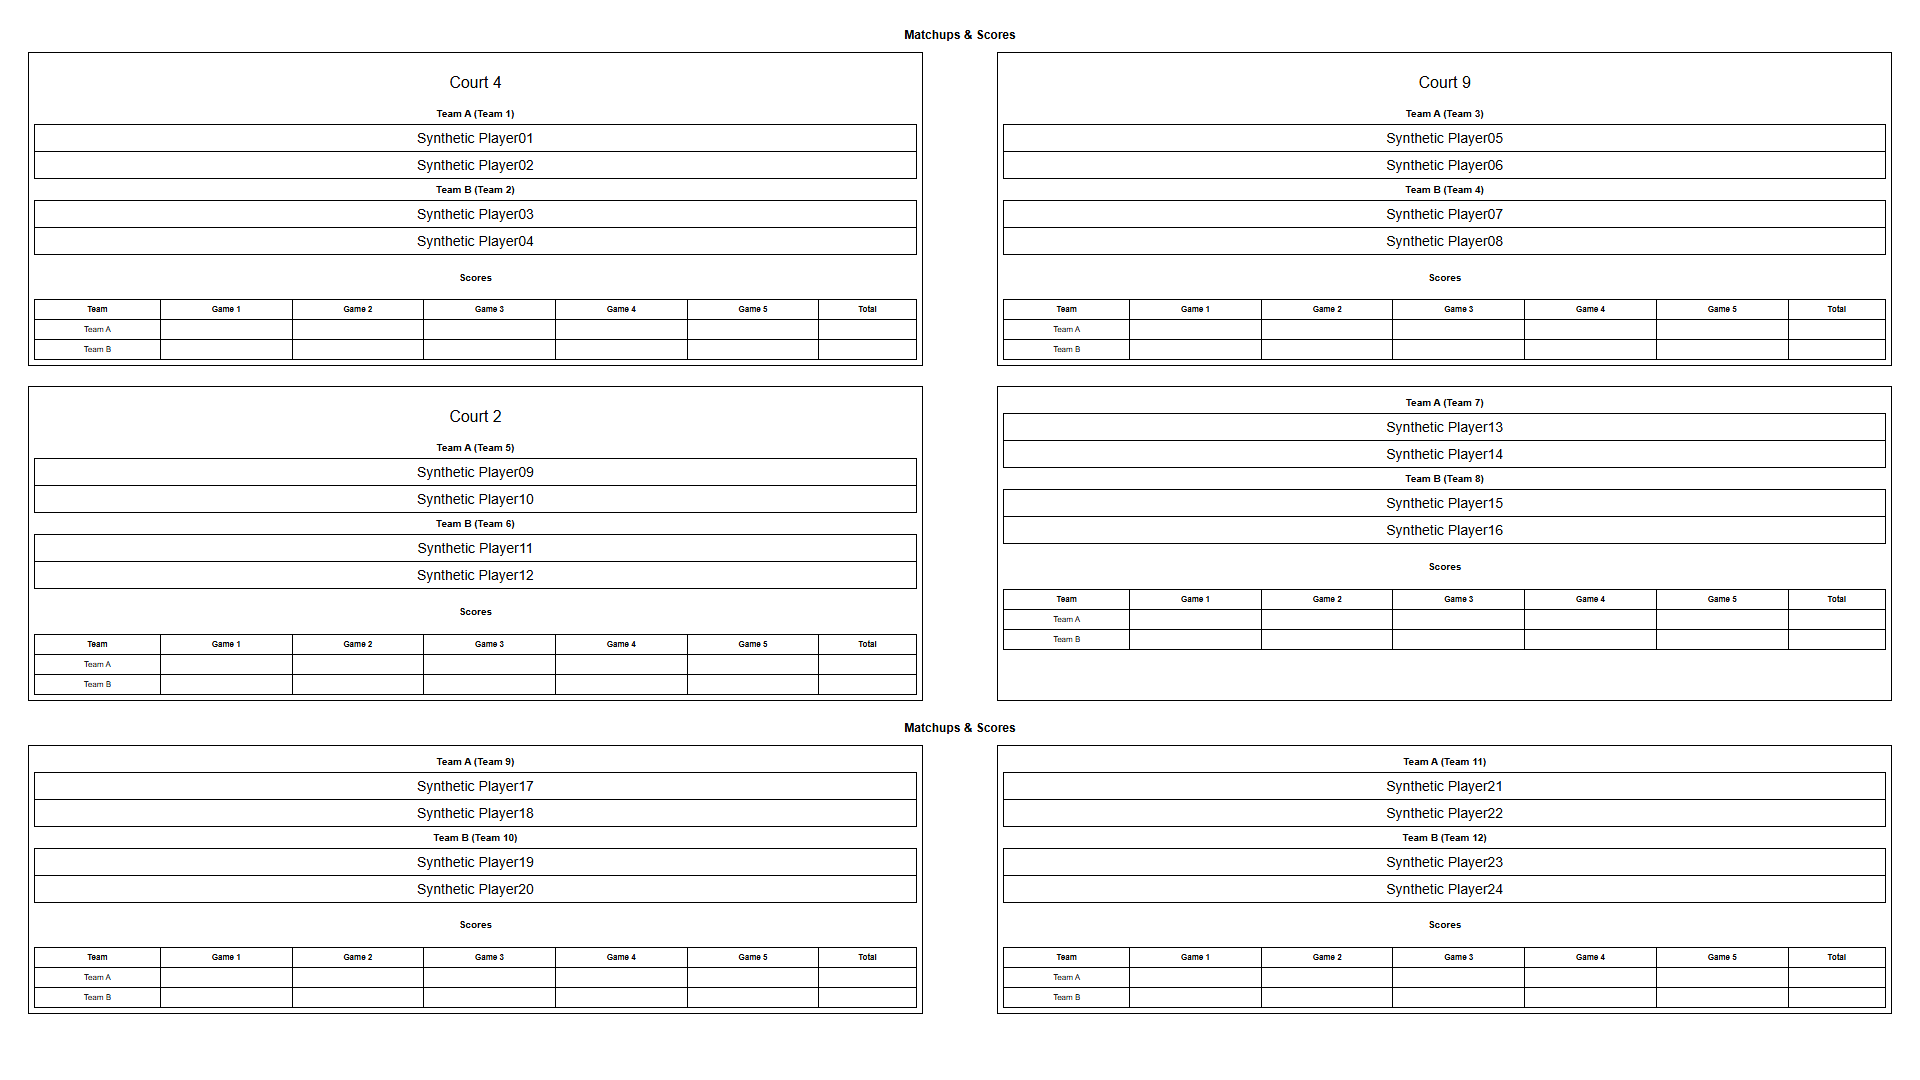 Matchups & Scores
Court 4
Team A (Team 1)
Synthetic Player01
Synthetic Player02
Team B (Team 2)
Synthetic Player03
Synthetic Player04
Scores
Team Game 1 Game 2 Game 3 Game 4 Game 5 Total
Team A
Team B
Court 9
Team A (Team 3)
Synthetic Player05
Synthetic Player06
Team B (Team 4)
Synthetic Player07
Synthetic Player08
Scores
Team Game 1 Game 2 Game 3 Game 4 Game 5 Total
Team A
Team B
Court 2
Team A (Team 5)
Synthetic Player09
Synthetic Player10
Team B (Team 6)
Synthetic Player11
Synthetic Player12
Scores
Team Game 1 Game 2 Game 3 Game 4 Game 5 Total
Team A
Team B
Team A (Team 7)
Synthetic Player13
Synthetic Player14
Team B (Team 8)
Synthetic Player15
Synthetic Player16
Scores
Team Game 1 Game 2 Game 3 Game 4 Game 5 Total
Team A
Team B
Matchups & Scores
Team A (Team 9)
Synthetic Player17
Synthetic Player18
Team B (Team 10)
Synthetic Player19
Synthetic Player20
Scores
Team Game 1 Game 2 Game 3 Game 4 Game 5 Total
Team A
Team B
Team A (Team 11)
Synthetic Player21
Synthetic Player22
Team B (Team 12)
Synthetic Player23
Synthetic Player24
Scores
Team Game 1 Game 2 Game 3 Game 4 Game 5 Total
Team A
Team B